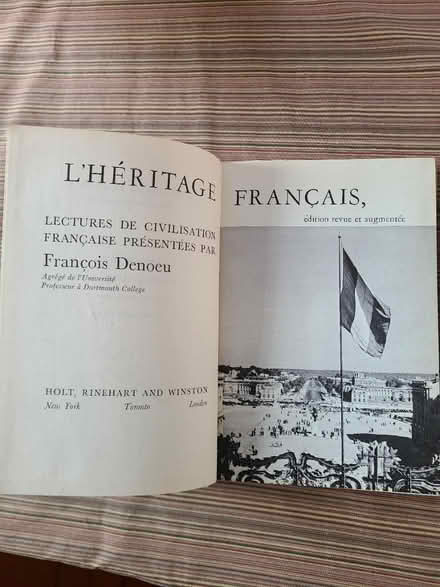 L'HÉRITAGE FRANÇAIS,
édition revue et augmentée
LECTURES DE CIVILISATION
FRANÇAISE PRÉSENTÉES PAR
François Denoeu
Agrégé de l'Université
Professeur à Dartmouth College
HOLT, RINEHART AND WINSTON
New York Toronto London